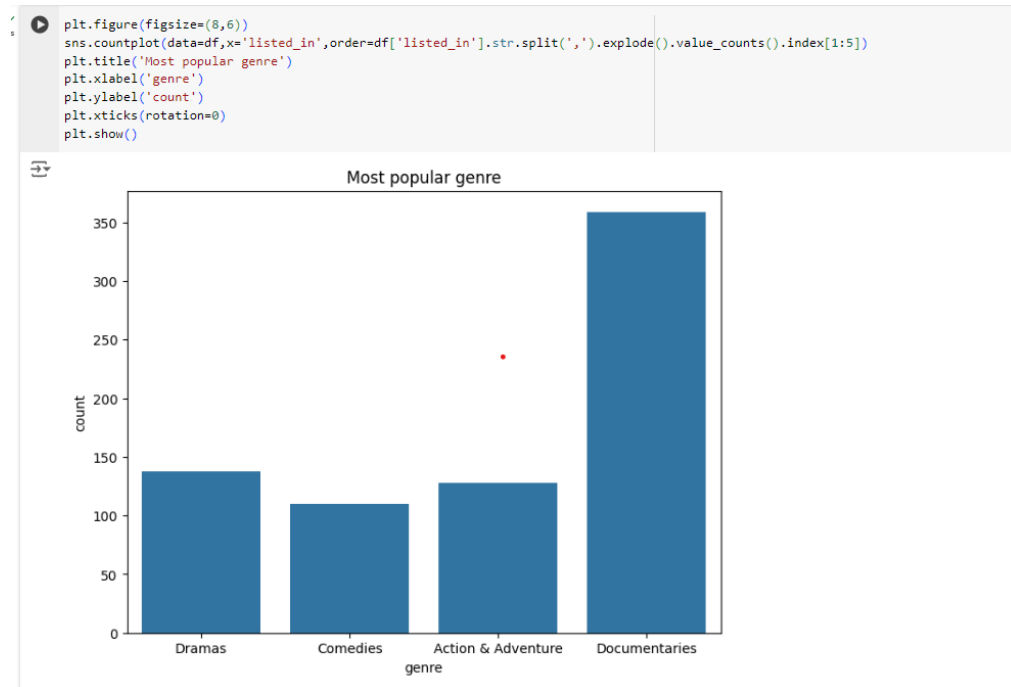 plt.figure(figsize=(8,6))
sns.countplot(data=df,x='listed_in',order=df['listed_in'].str.split(',').explode().value_counts().index[1:5])
plt.title('Most popular genre')
plt.xlabel('genre')
plt.ylabel('count')
plt.xticks(rotation=0)
plt.show()
Most popular genre
350
300
250
200
150
100
50
0
count
Dramas Comedies Action & Adventure Documentaries
genre